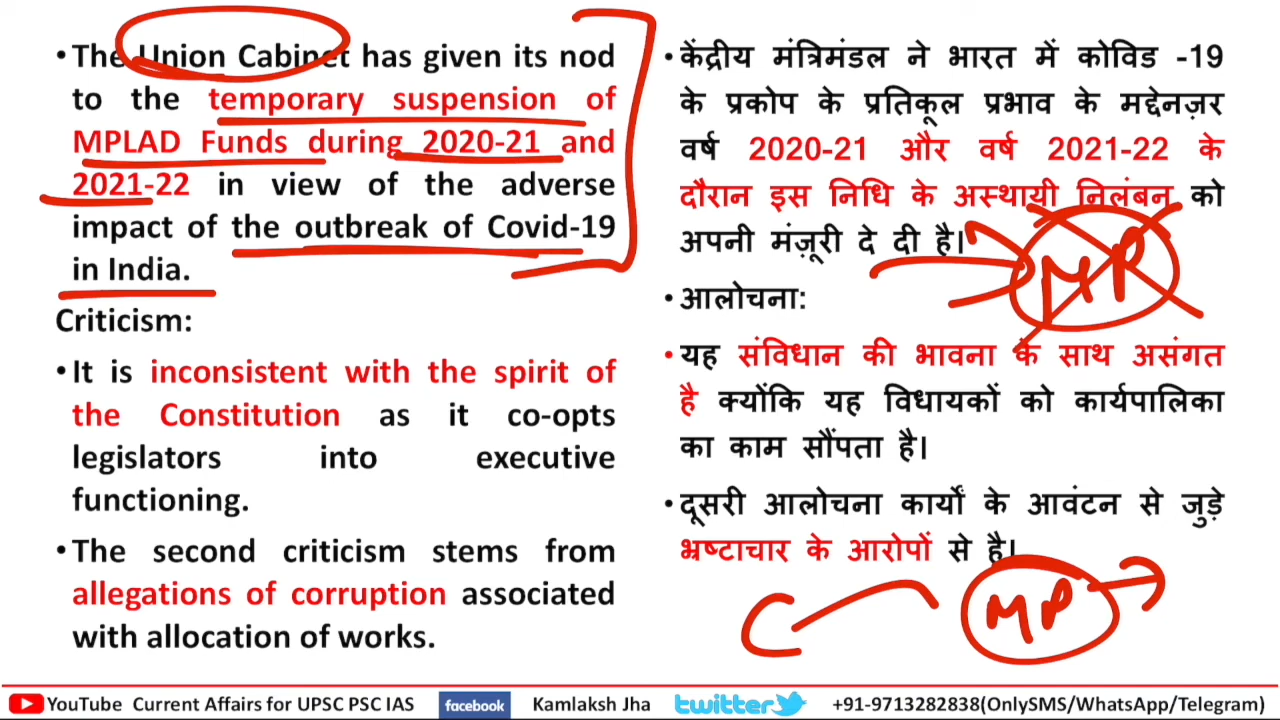 • The Union Cabinet has given its nod
to the temporary suspension of
MPLAD Funds during 2020-21 and
2021-22 in view of the adverse
impact of the outbreak of Covid-19
in India.
Criticism:
• It is inconsistent with the spirit of
the Constitution as it co-opts
legislators into executive
functioning.
• The second criticism stems from
allegations of corruption associated
with allocation of works.
• केंद्रीय मंत्रिमंडल ने भारत में कोविड -19
के प्रकोप के प्रतिकूल प्रभाव के मद्देनज़र
वर्ष 2020-21 और वर्ष 2021-22 के
दौरान इस निधि के अस्थायी निलंबन को
अपनी मंज़ूरी दे दी है।
MP
• आलोचना:
• यह संविधान की भावना के साथ असंगत
है क्योंकि यह विधायकों को कार्यपालिका
का काम सौंपता है।
• दूसरी आलोचना कार्यों के आवंटन से जुड़े
भ्रष्टाचार के आरोपों से है।
MP
YouTube Current Affairs for UPSC PSC IAS facebook Kamlaksh Jha twitter +91-9713282838(OnlySMS/WhatsApp/Telegram)